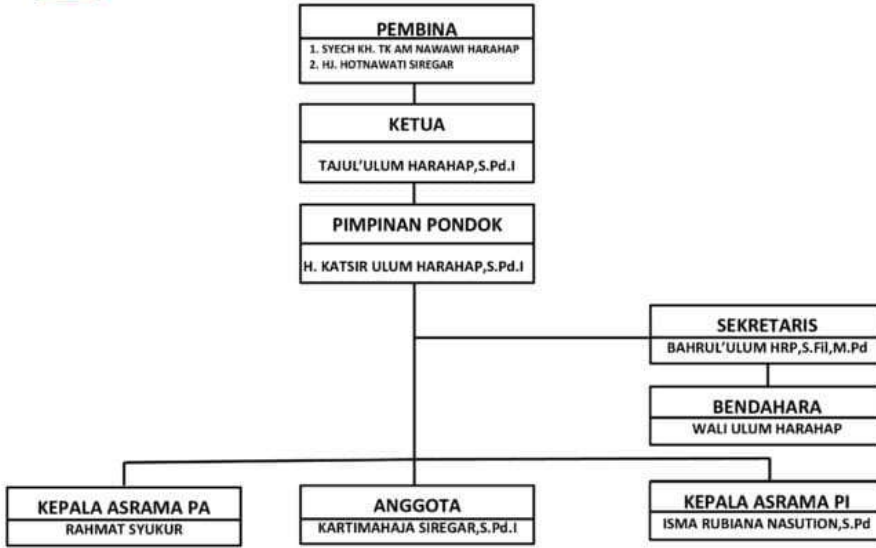 PEMBINA
1. SYECH KH. TK AM NAWAWI HARAHAP
2. HJ. HOTNAWATI SIREGAR
KETUA
TAJUL'ULUM HARAHAP,S.Pd.I
PIMPINAN PONDOK
H. KATSIR ULUM HARAHAP,S.Pd.I
SEKRETARIS
BAHRUL'ULUM HRP,S.Fil,M.Pd
BENDAHARA
WALI ULUM HARAHAP
KEPALA ASRAMA PA
RAHMAT SYUKUR
ANGGOTA
KARTIMAHAJA SIREGAR,S.Pd.I
KEPALA ASRAMA PI
ISMA RUBIANA NASUTION,S.Pd